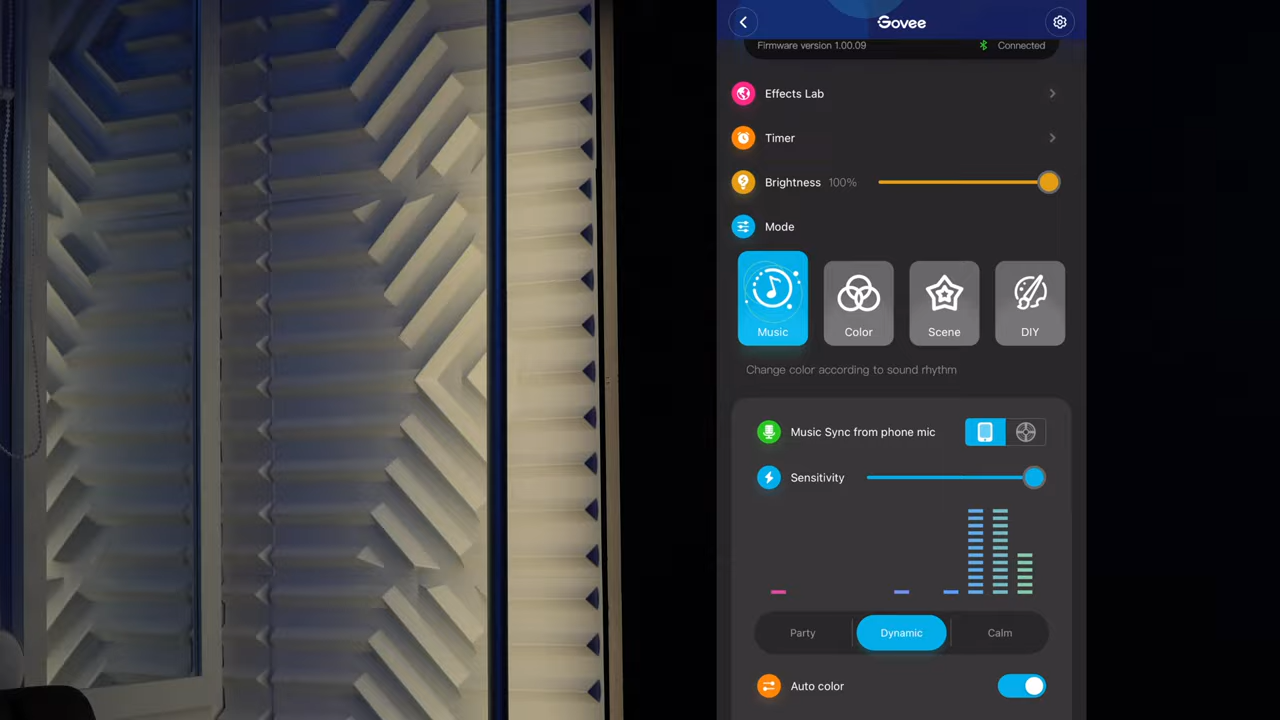 Govee
Firmware version 1.00.09
Connected
Effects Lab
Timer
Brightness 100%
Mode
Music
Color
Scene
DIY
Change color according to sound rhythm
Music Sync from phone mic
Sensitivity
Party
Dynamic
Calm
Auto color